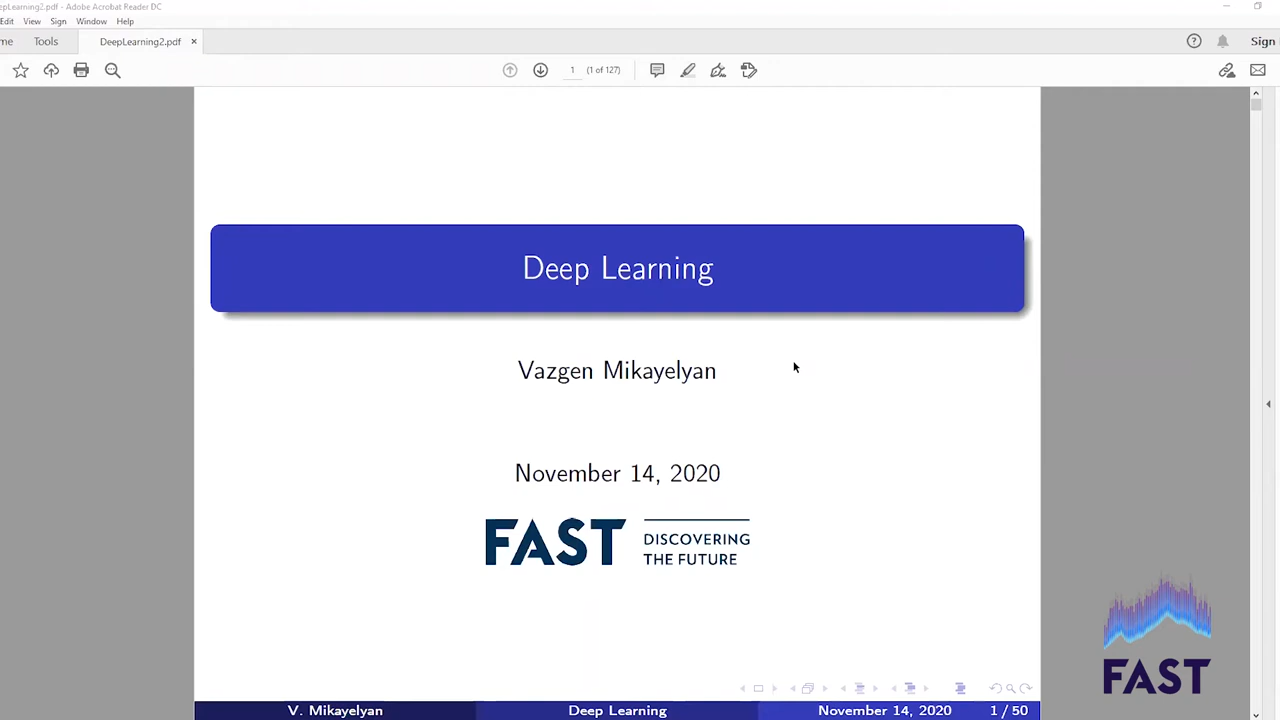 epLearning2.pdf - Adobe Acrobat Reader DC
Edit View Sign Window Help
me Tools DeepLearning2.pdf × Sign
1 (1 of 127)
Deep Learning
Vazgen Mikayelyan
November 14, 2020
FAST DISCOVERING
THE FUTURE
FAST
V. Mikayelyan Deep Learning November 14, 2020 1 / 50